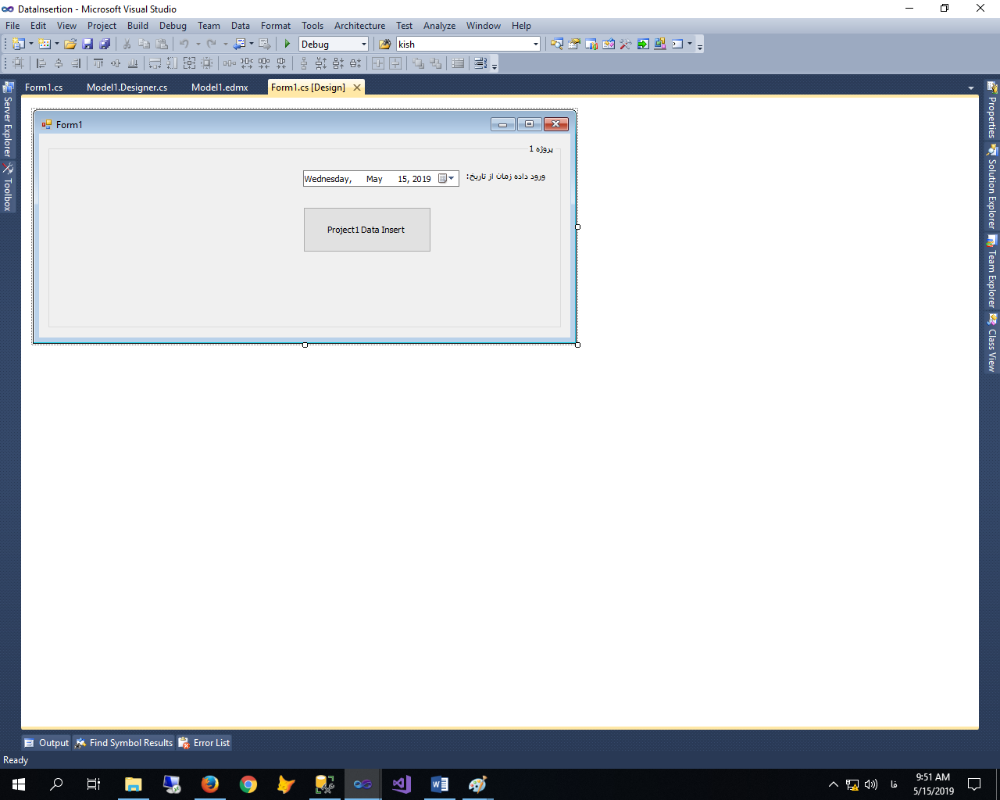 DataInsertion - Microsoft Visual Studio
File Edit View Project Build Debug Team Data Format Tools Architecture Test Analyze Window Help
Debug kish
Form1.cs Model1.Designer.cs Model1.edmx Form1.cs [Design]
Server Explorer
Toolbox
Form1
پروژه 1
ورود داده زمان از تاریخ:
Wednesday, May 15, 2019
Project1 Data Insert
Properties
Solution Explorer
Team Explorer
Class View
Output Find Symbol Results Error List
Ready
فا
9:51 AM
5/15/2019